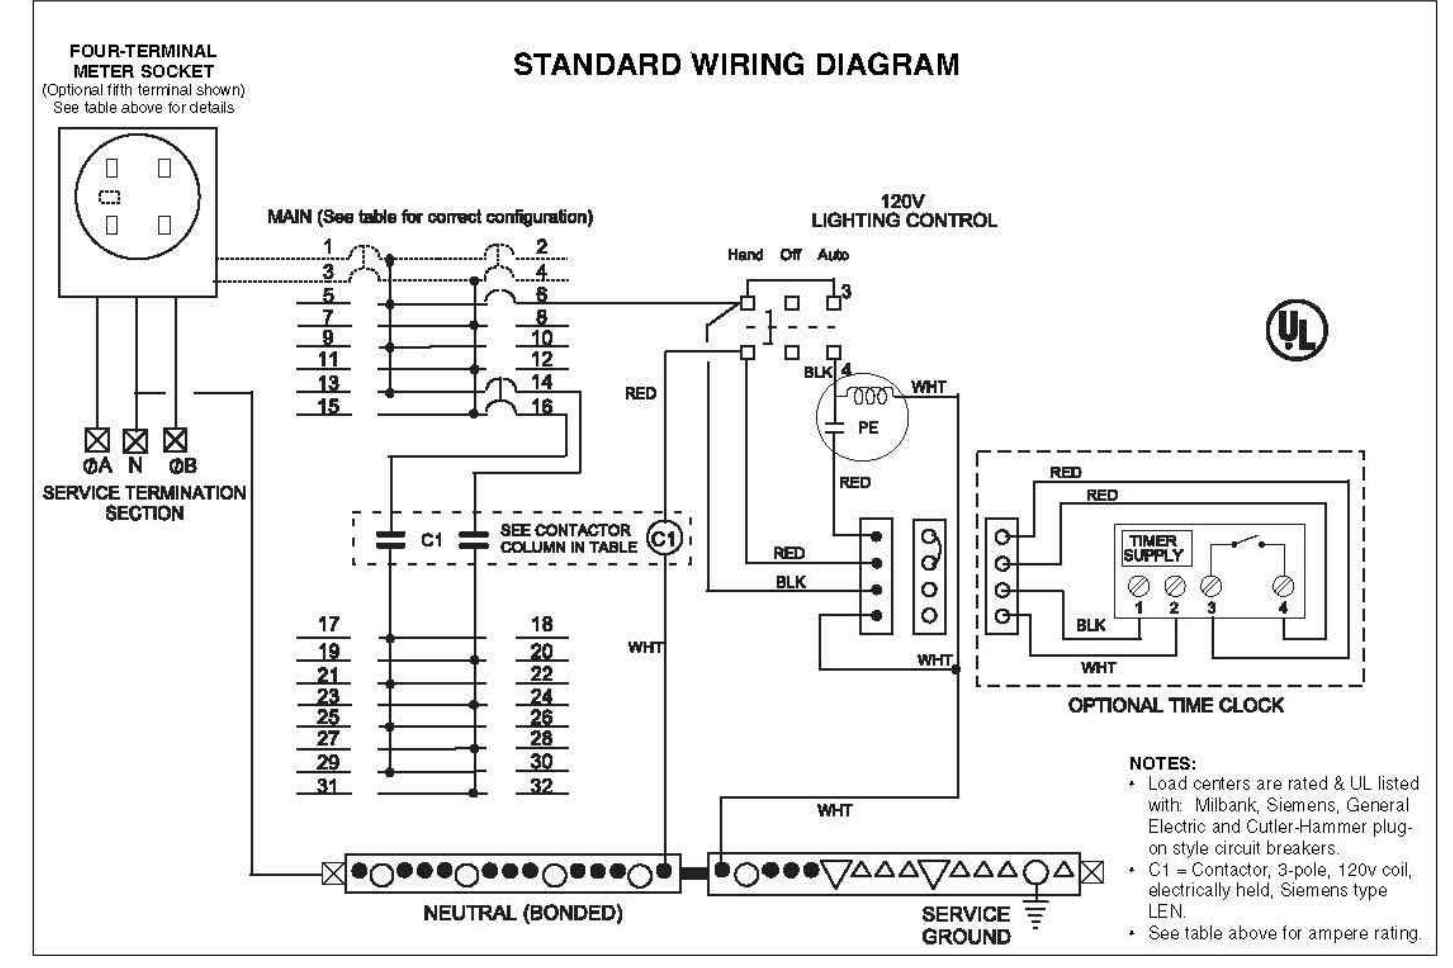 STANDARD WIRING DIAGRAM
FOUR-TERMINAL
METER SOCKET
(Optional fifth terminal shown)
See table above for details
MAIN (See table for correct configuration)
1 2
3 4
5 6
7 8
9 10
11 12
13 14
15 16
120V
LIGHTING CONTROL
Hand Off Auto
3
4
BLK
WHT
RED
PE
RED
UL
ØA N ØB
SERVICE TERMINATION
SECTION
C1
SEE CONTACTOR
COLUMN IN TABLE
C1
RED
BLK
WHT
WHT
RED
RED
TIMER
SUPPLY
1 2 3 4
BLK
WHT
OPTIONAL TIME CLOCK
17 18
19 20
21 22
23 24
25 26
27 28
29 30
31 32
WHT
NEUTRAL (BONDED)
SERVICE
GROUND
NOTES:
• Load centers are rated & UL listed
with: Milbank, Siemens, General
Electric and Cutler-Hammer plug-
on style circuit breakers.
• C1 = Contactor, 3-pole, 120v coil,
electrically held, Siemens type
LEN.
• See table above for ampere rating.